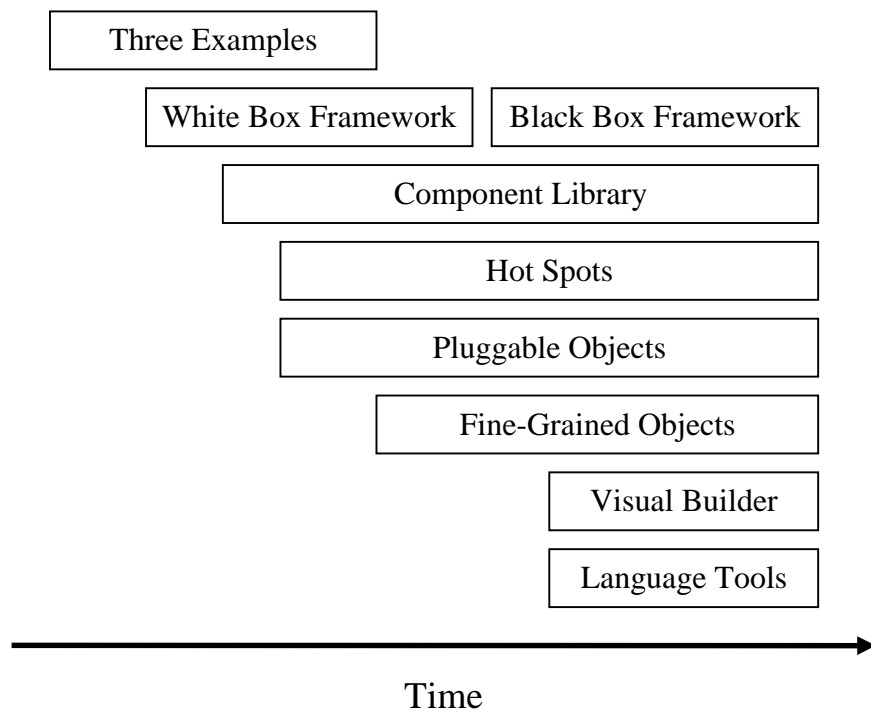 Three Examples
White Box Framework
Black Box Framework
Component Library
Hot Spots
Pluggable Objects
Fine-Grained Objects
Visual Builder
Language Tools
Time